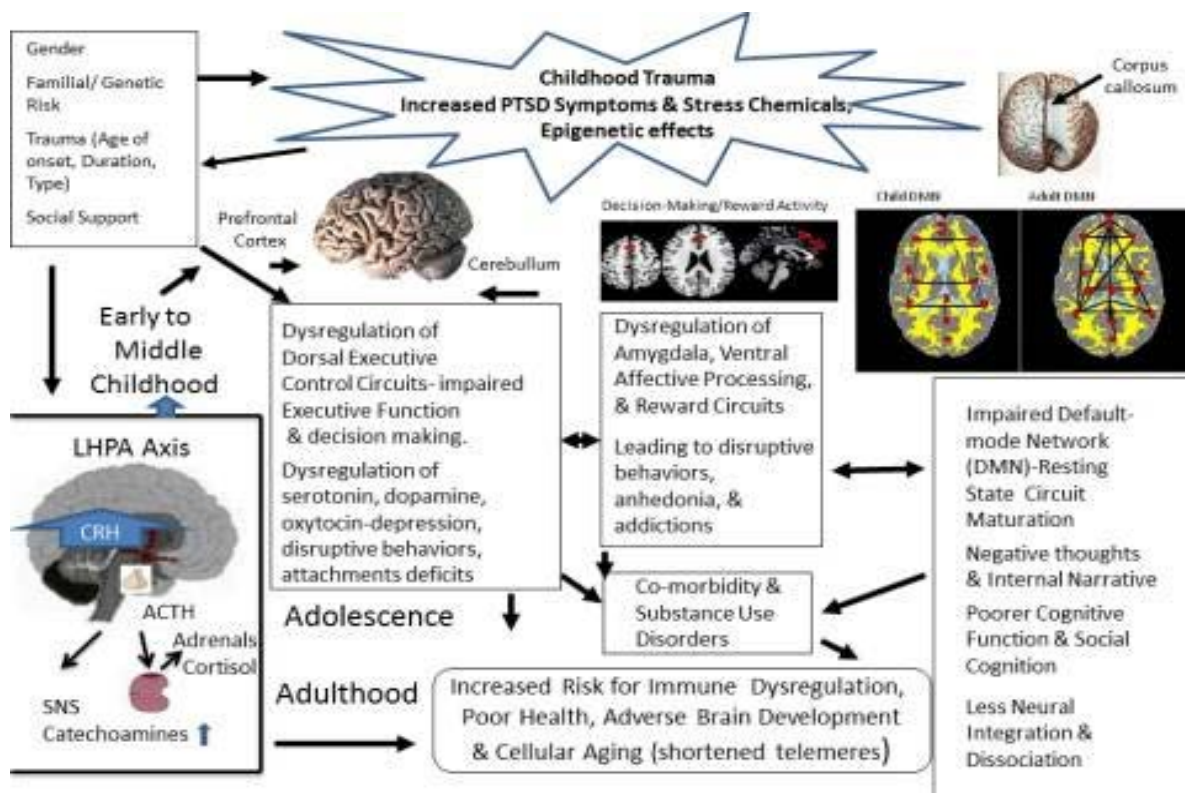 Gender
Familial/ Genetic
Risk
Trauma (Age of
onset, Duration,
Type)
Social Support
Childhood Trauma
Increased PTSD Symptoms & Stress Chemicals,
Epigenetic effects
Corpus
callosum
Prefrontal
Cortex
Cerebullum
Decision-Making/Reward Activity
Child DMN
Adult DMN
Early to
Middle
Childhood
Dysregulation of
Dorsal Executive
Control Circuits- impaired
Executive Function
& decision making.
Dysregulation of
serotonin, dopamine,
oxytocin-depression,
disruptive behaviors,
attachments deficits
Dysregulation of
Amygdala, Ventral
Affective Processing,
& Reward Circuits
Leading to disruptive
behaviors,
anhedonia, &
addictions
Impaired Default-
mode Network
(DMN)-Resting
State Circuit
Maturation
Negative thoughts
& Internal Narrative
Poorer Cognitive
Function & Social
Cognition
Less Neural
Integration &
Dissociation
LHPA Axis
CRH
ACTH
Adrenals
Cortisol
SNS
Catechoamines
Adolescence
Co-morbidity &
Substance Use
Disorders
Adulthood
Increased Risk for Immune Dysregulation,
Poor Health, Adverse Brain Development
& Cellular Aging (shortened telemeres)